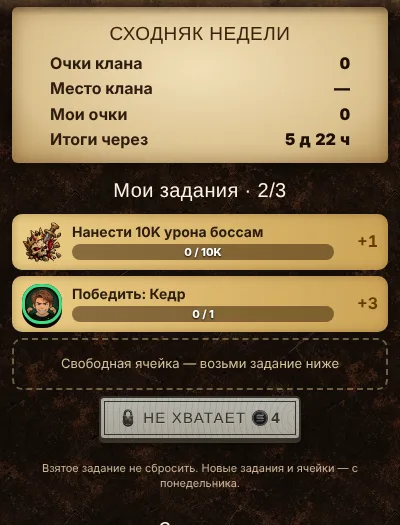 СХОДНЯК НЕДЕЛИ
Очки клана 0
Место клана —
Мои очки 0
Итоги через 5 д 22 ч
Мои задания · 2/3
Нанести 10K урона боссам
0 / 10K
+1
Победить: Кедр
0 / 1
+3
Свободная ячейка — возьми задание ниже
НЕ ХВАТАЕТ 4
Взятое задание не сбросить. Новые задания и ячейки — с
понедельника.